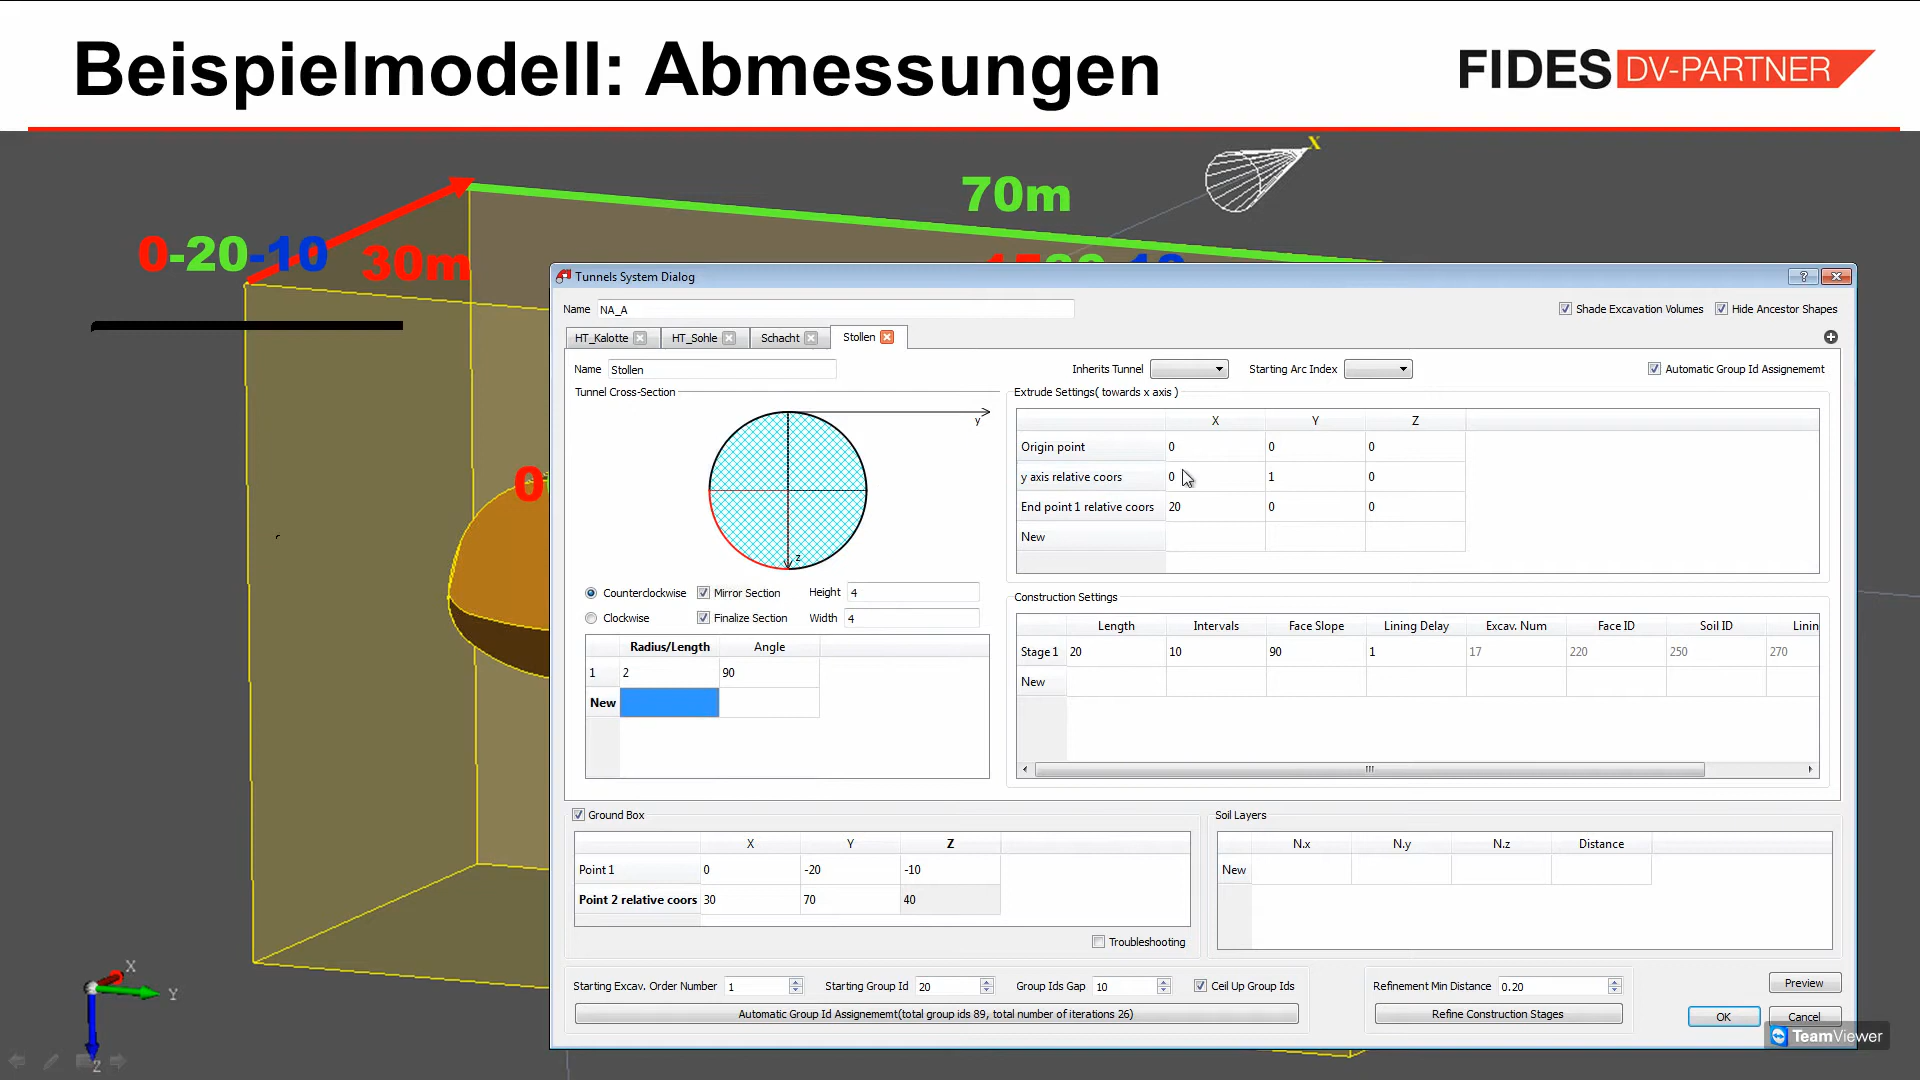 Beispielmodell: Abmessungen
FIDES DV-PARTNER
X
70m
0-20-10
30m
0
Tunnels System Dialog
Name NA_A
Shade Excavation Volumes Hide Ancestor Shapes
HT_Kalotte HT_Sohle Schacht Stollen
Name Stollen
Inherits Tunnel Starting Arc Index Automatic Group Id Assignememt
Tunnel Cross-Section
y
z
Counterclockwise Mirror Section Height 4
Clockwise Finalize Section Width 4
Radius/Length Angle
1 2 90
New
Extrude Settings( towards x axis )
X Y Z
Origin point 0 0 0
y axis relative coors 0 1 0
End point 1 relative coors 20 0 0
New
Construction Settings
Length Intervals Face Slope Lining Delay Excav. Num Face ID Soil ID Linin
Stage 1 20 10 90 1 17 220 250 270
New
Ground Box
X Y Z
Point 1 0 -20 -10
Point 2 relative coors 30 70 40
Troubleshooting
Soil Layers
N.x N.y N.z Distance
New
Starting Excav. Order Number 1 Starting Group Id 20 Group Ids Gap 10 Ceil Up Group Ids
Automatic Group Id Assignement(total group ids 89, total number of iterations 26)
Refinement Min Distance 0.20
Refine Construction Stages
Preview
OK Cancel
TeamViewer
X
Y
Z